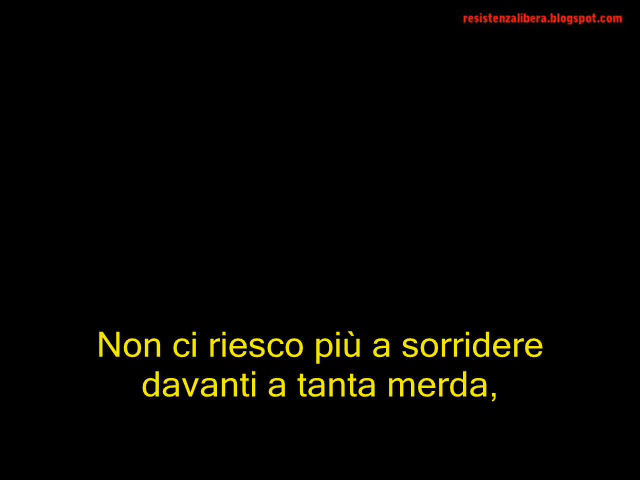 resistenzalibera.blogspot.com
Non ci riesco più a sorridere
davanti a tanta merda,